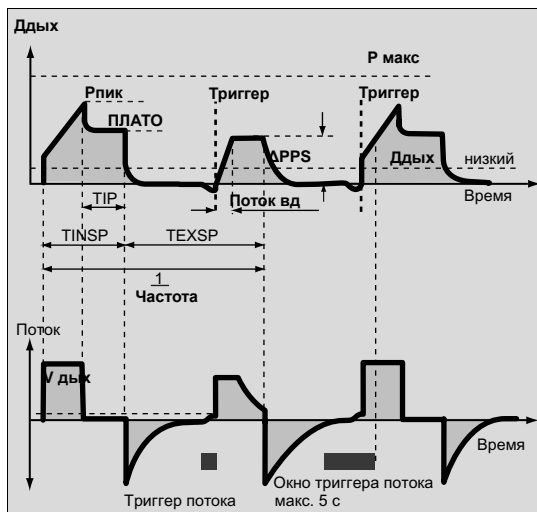 Ддых
Р макс
Рпик
Триггер
Триггер
ПЛАТО
ΔPPS
Ддых
низкий
Время
TIP
Поток вд
TINSP
TEXSP
1
Частота
Поток
V дых
Время
Триггер потока
Окно триггера потока
макс. 5 с